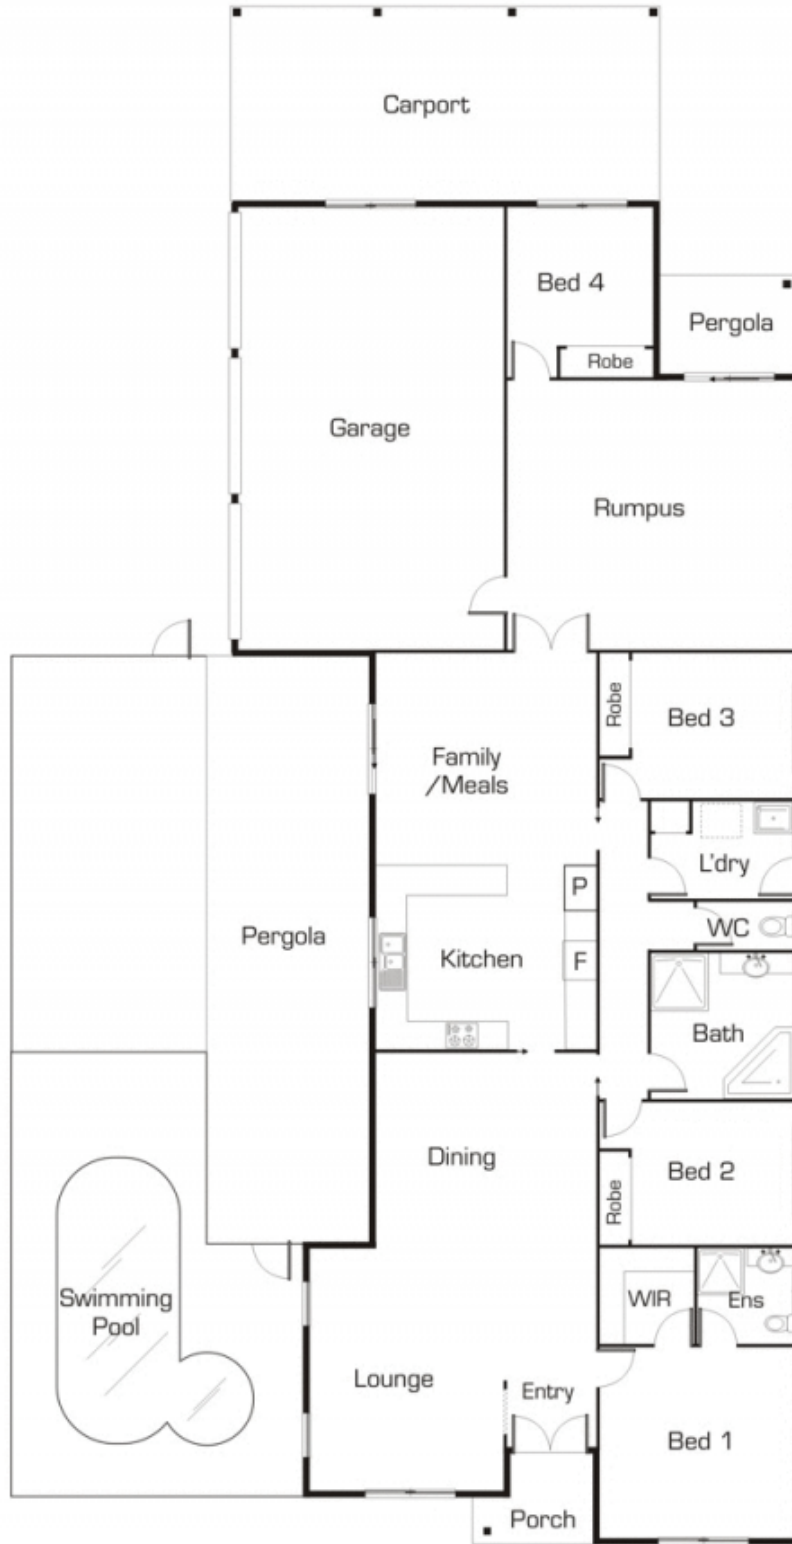 Carport
Bed 4
Pergola
Robe
Garage
Rumpus
Robe
Bed 3
Family
/Meals
L'dry
P
WC
Pergola
Kitchen
F
Bath
Dining
Bed 2
Robe
Swimming
Pool
WIR
Ens
Lounge
Entry
Bed 1
Porch